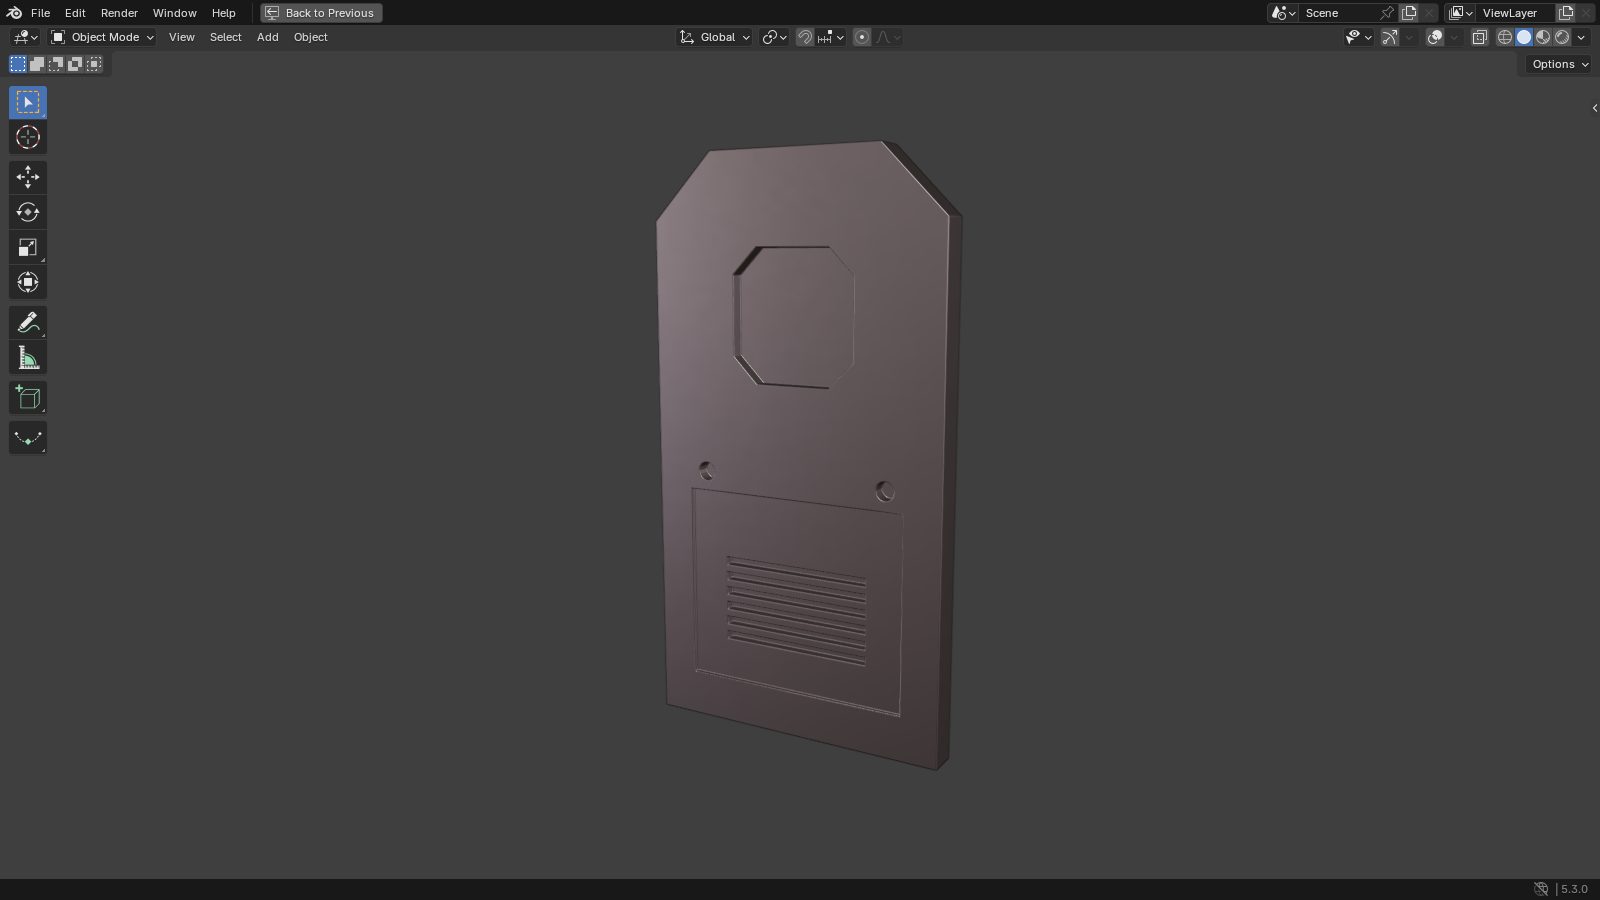 File Edit Render Window Help Back to Previous Scene ViewLayer
Object Mode View Select Add Object Global
Options
5.3.0